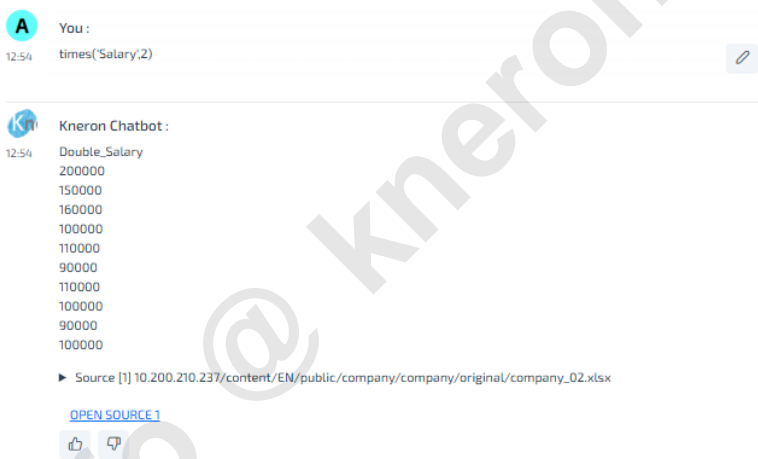 A
You :
12:54
times('Salary',2)
Kn
Kneron Chatbot :
12:54
Double_Salary
200000
150000
160000
100000
110000
90000
110000
100000
90000
100000
Source [1] 10.200.210.237/content/EN/public/company/company/original/company_02.xlsx
OPEN SOURCE 1
@ kneron